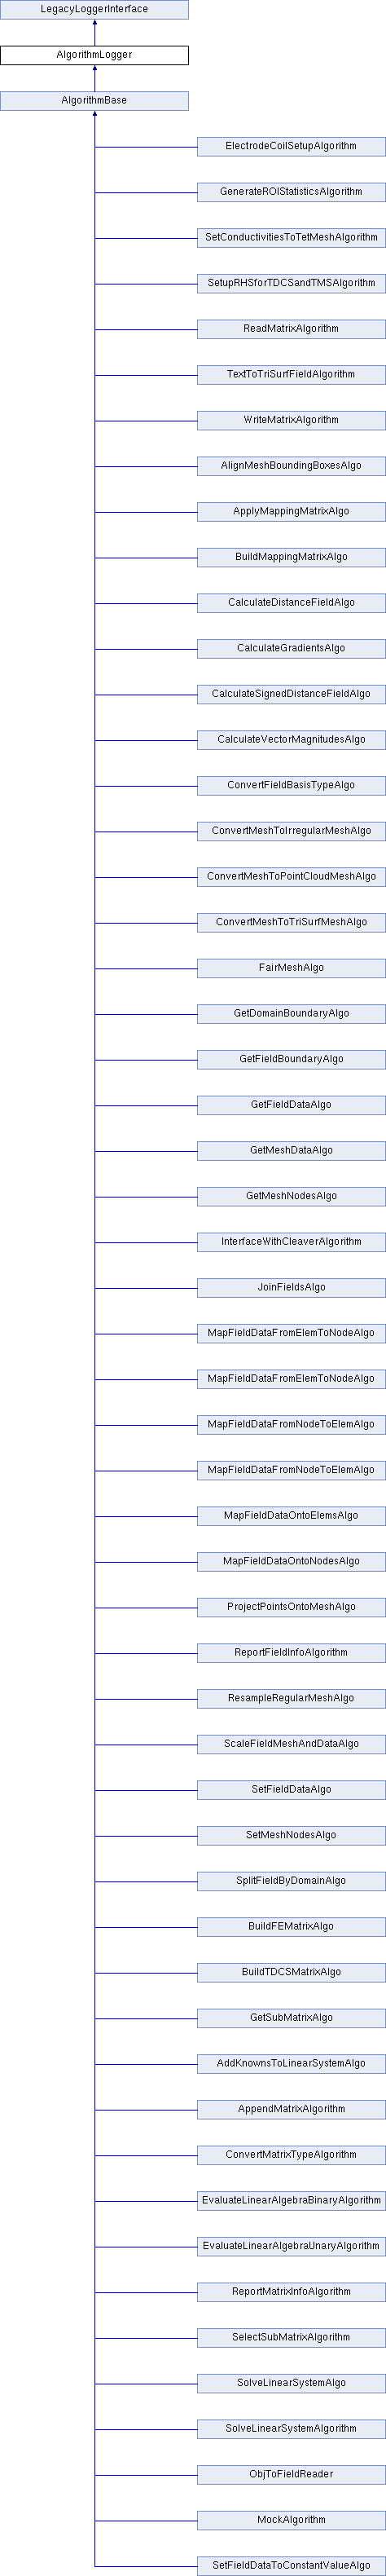 LegacyLoggerInterface
AlgorithmLogger
AlgorithmBase
ElectrodeCoilSetupAlgorithm
GenerateROIStatisticsAlgorithm
SetConductivitiesToTetMeshAlgorithm
SetupRHSforTDCSandTMSAlgorithm
ReadMatrixAlgorithm
TextToTriSurfFieldAlgorithm
WriteMatrixAlgorithm
AlignMeshBoundingBoxesAlgo
ApplyMappingMatrixAlgo
BuildMappingMatrixAlgo
CalculateDistanceFieldAlgo
CalculateGradientsAlgo
CalculateSignedDistanceFieldAlgo
CalculateVectorMagnitudesAlgo
ConvertFieldBasisTypeAlgo
ConvertMeshToIrregularMeshAlgo
ConvertMeshToPointCloudMeshAlgo
ConvertMeshToTriSurfMeshAlgo
FairMeshAlgo
GetDomainBoundaryAlgo
GetFieldBoundaryAlgo
GetFieldDataAlgo
GetMeshDataAlgo
GetMeshNodesAlgo
InterfaceWithCleaverAlgorithm
JoinFieldsAlgo
MapFieldDataFromElemToNodeAlgo
MapFieldDataFromElemToNodeAlgo
MapFieldDataFromNodeToElemAlgo
MapFieldDataFromNodeToElemAlgo
MapFieldDataOntoElemsAlgo
MapFieldDataOntoNodesAlgo
ProjectPointsOntoMeshAlgo
ReportFieldInfoAlgorithm
ResampleRegularMeshAlgo
ScaleFieldMeshAndDataAlgo
SetFieldDataAlgo
SetMeshNodesAlgo
SplitFieldByDomainAlgo
BuildFEMatrixAlgo
BuildTDCSMatrixAlgo
GetSubMatrixAlgo
AddKnownsToLinearSystemAlgo
AppendMatrixAlgorithm
ConvertMatrixTypeAlgorithm
EvaluateLinearAlgebraBinaryAlgorithm
EvaluateLinearAlgebraUnaryAlgorithm
ReportMatrixInfoAlgorithm
SelectSubMatrixAlgorithm
SolveLinearSystemAlgo
SolveLinearSystemAlgorithm
ObjToFieldReader
MockAlgorithm
SetFieldDataToConstantValueAlgo